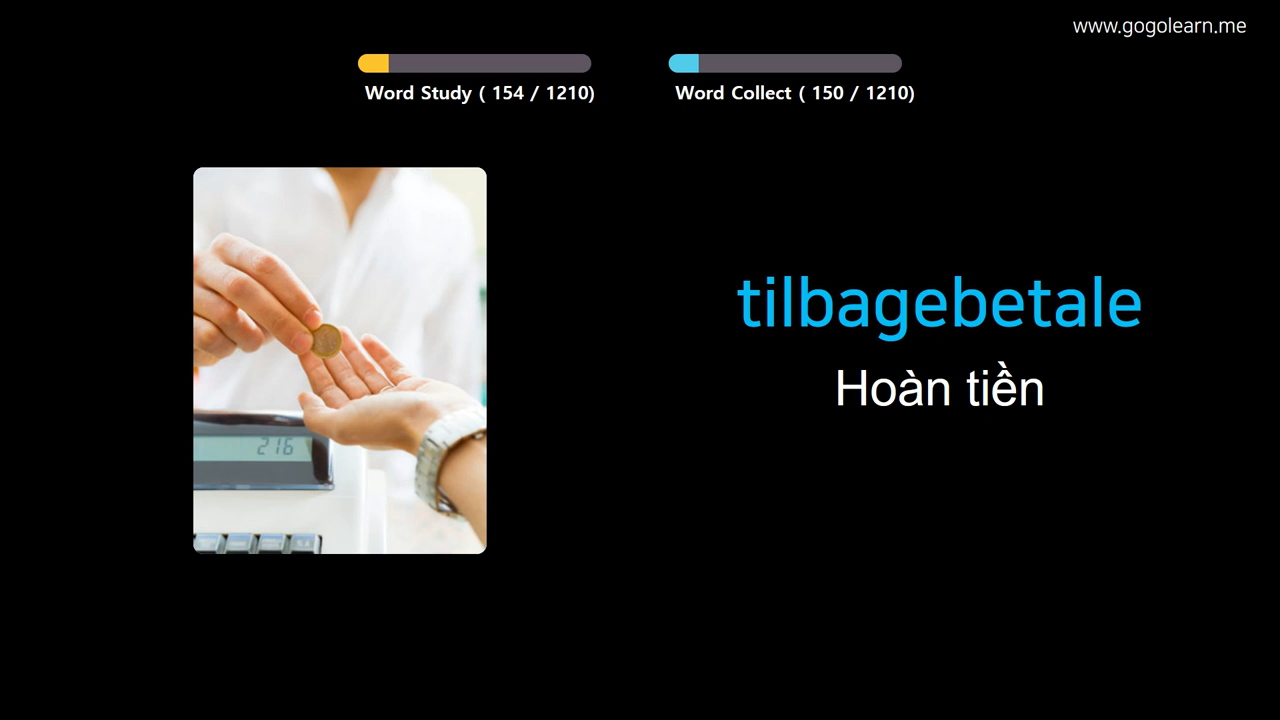 www.gogolearn.me
Word Study ( 154 / 1210)
Word Collect ( 150 / 1210)
tilbagebetale
Hoàn tiền
216